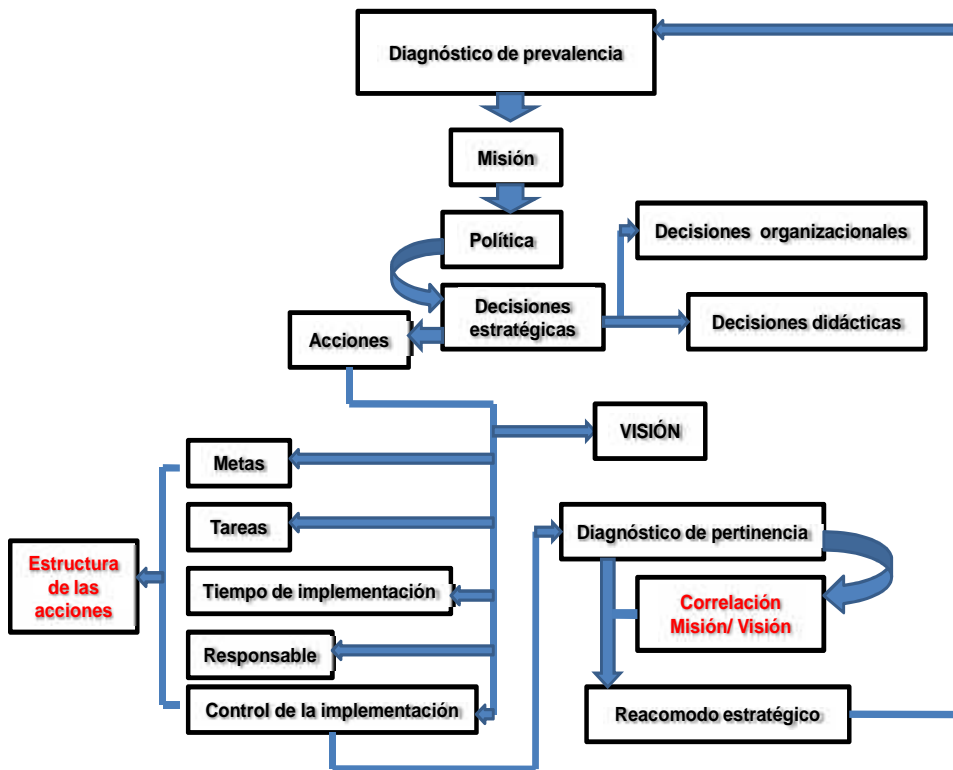 Diagnóstico de prevalencia
Misión
Política
Decisiones organizacionales
Decisiones
estratégicas
Decisiones didácticas
Acciones
VISIÓN
Metas
Tareas
Diagnóstico de pertinencia
Estructura
de las
acciones
Tiempo de implementación
Correlación
Misión/ Visión
Responsable
Control de la implementación
Reacomodo estratégico